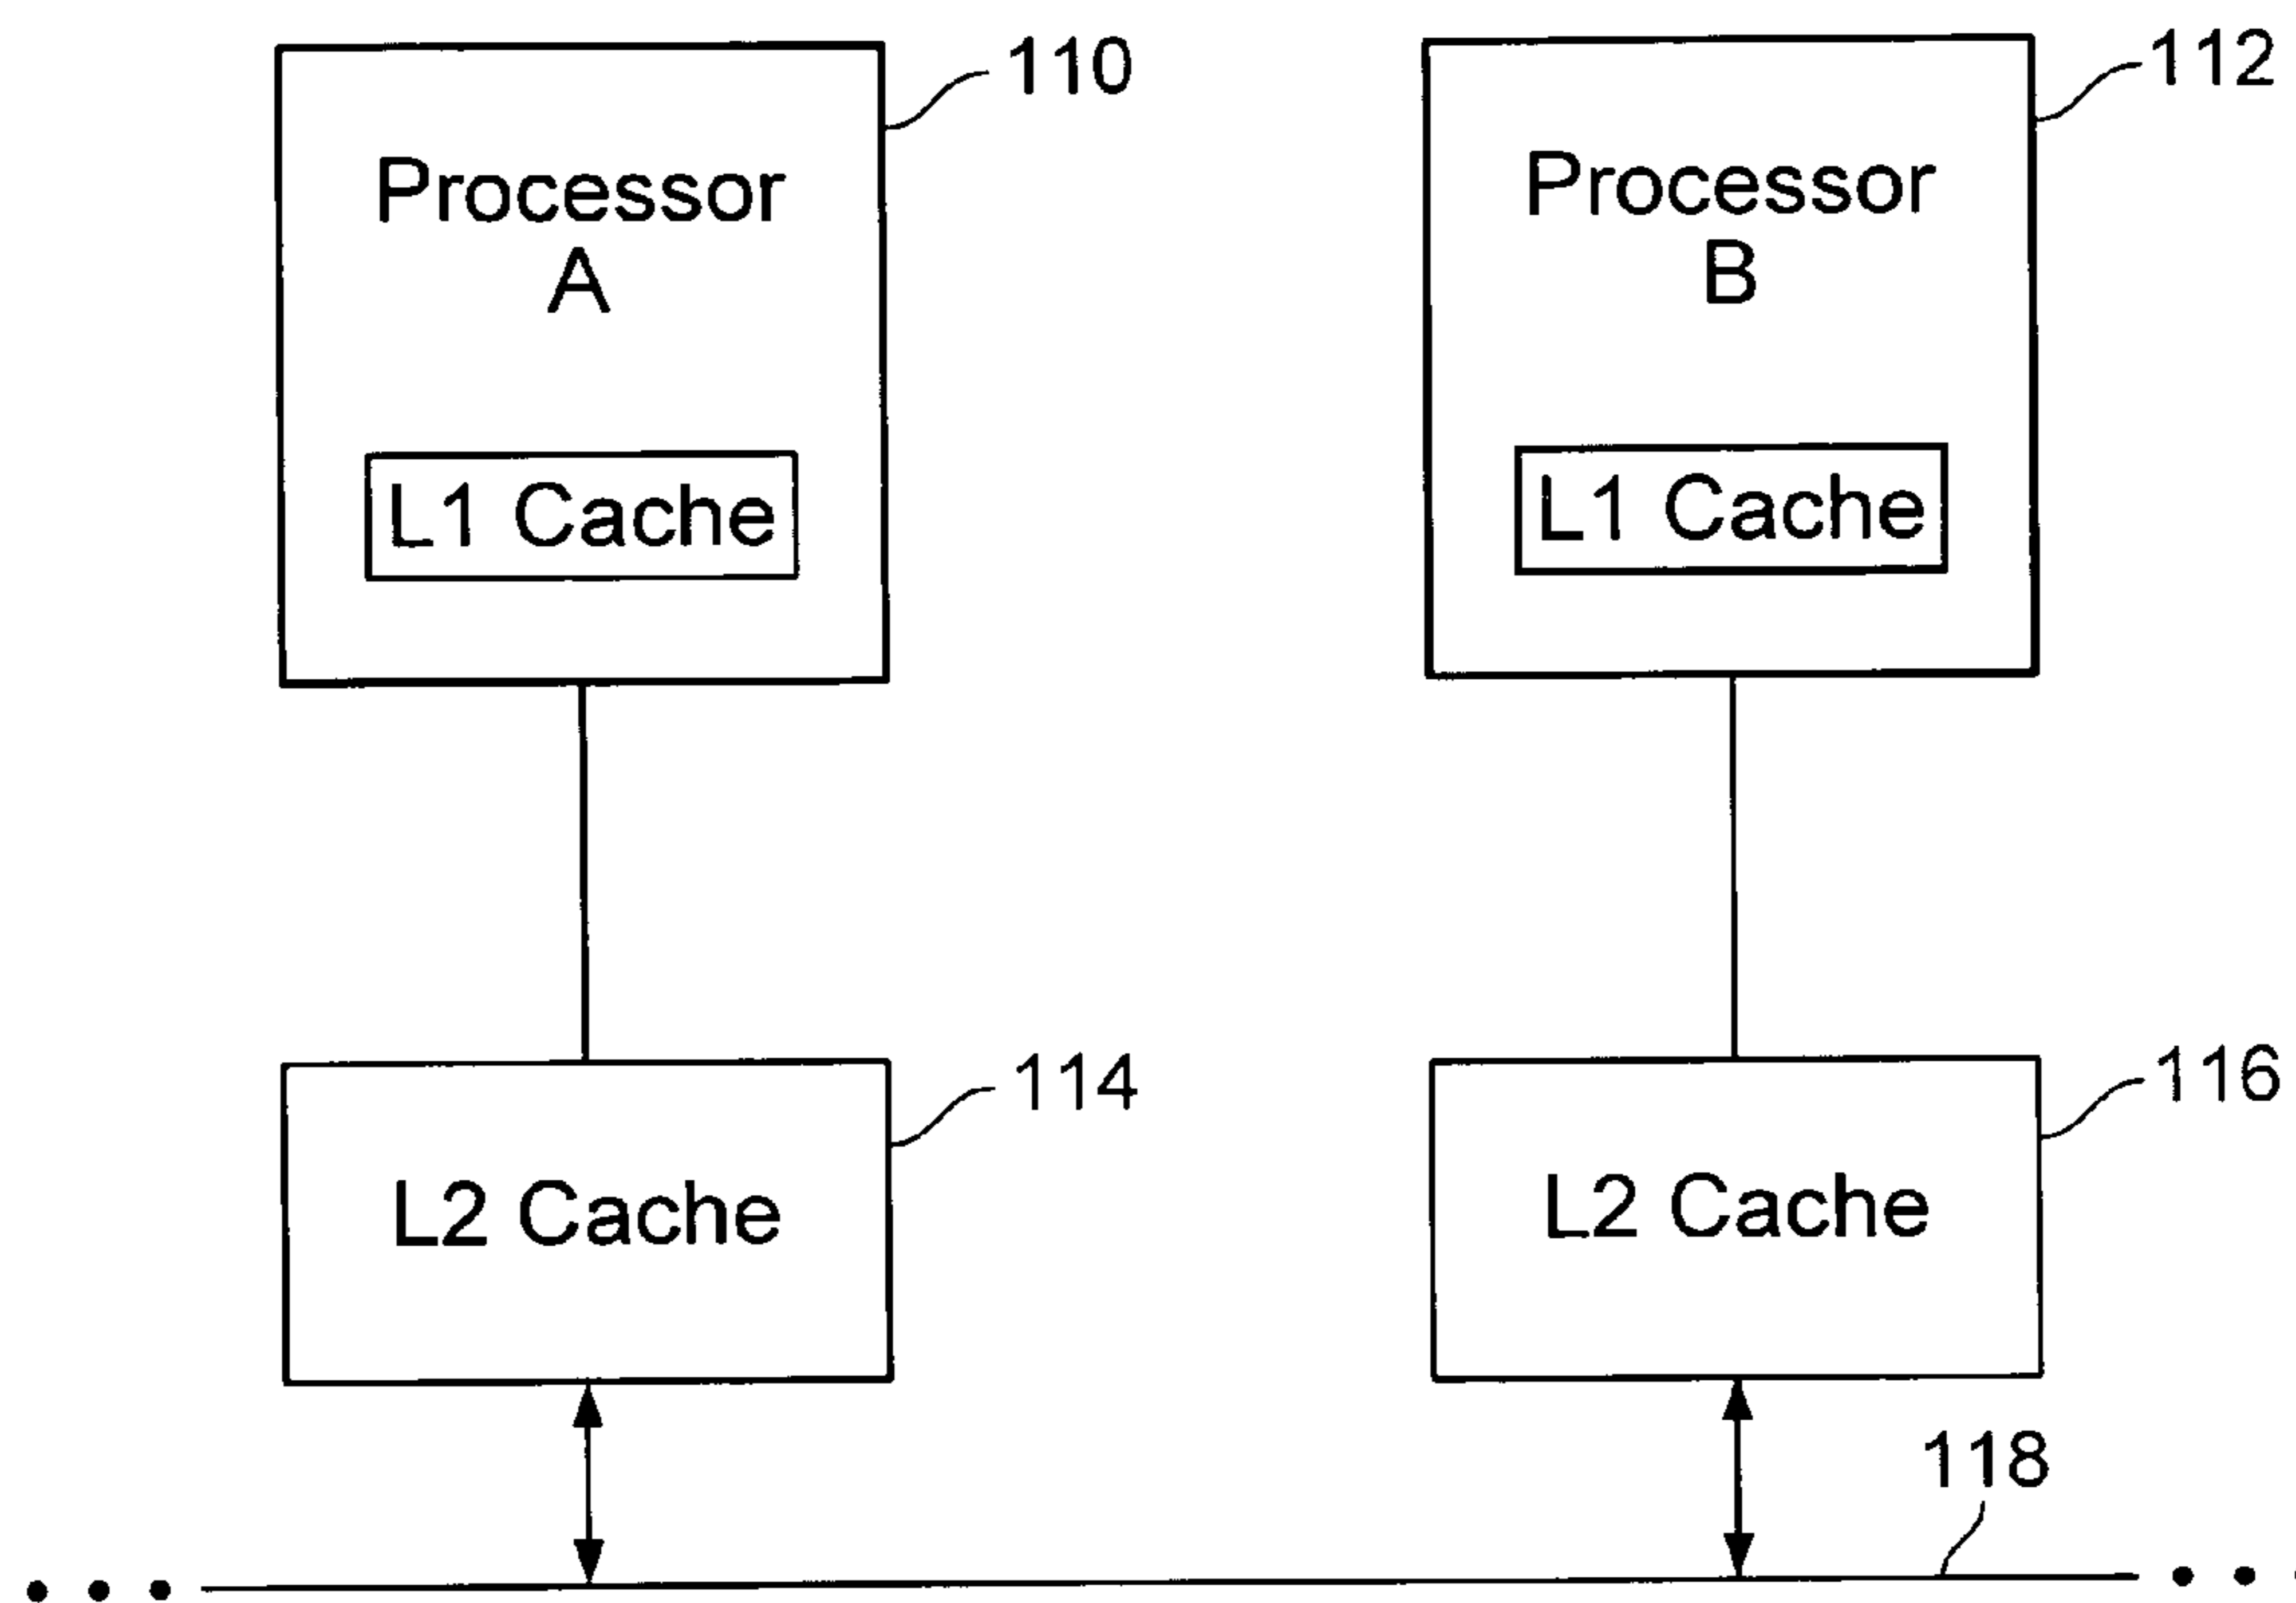 110
112
Processor
A
Processor
B
L1 Cache
L1 Cache
114
116
L2 Cache
L2 Cache
118